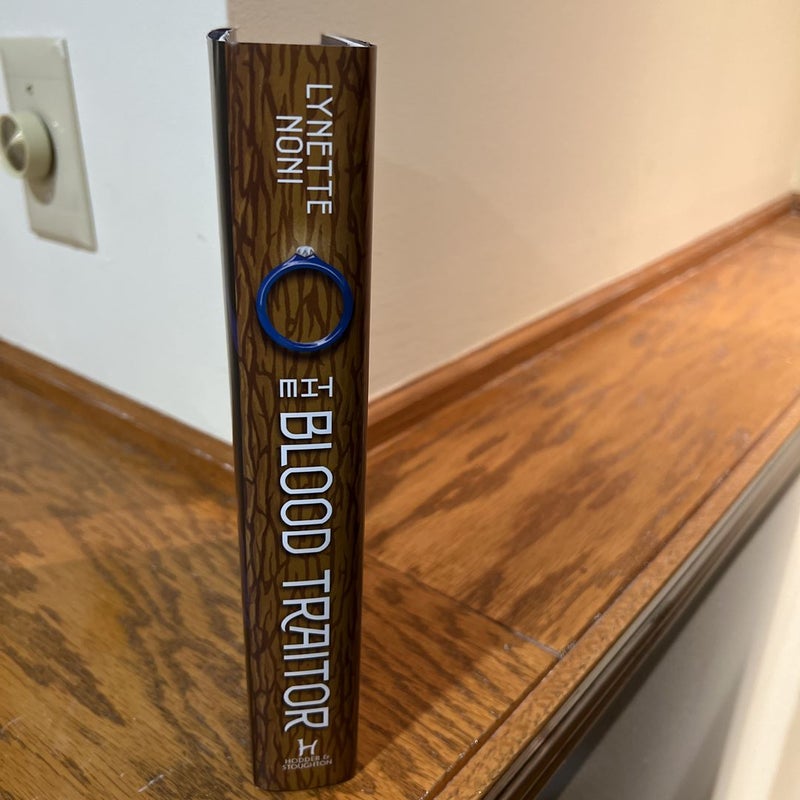 LYNETTE
NONI
THE
BLOOD TRAITOR
H
HODDER &
STOUGHTON